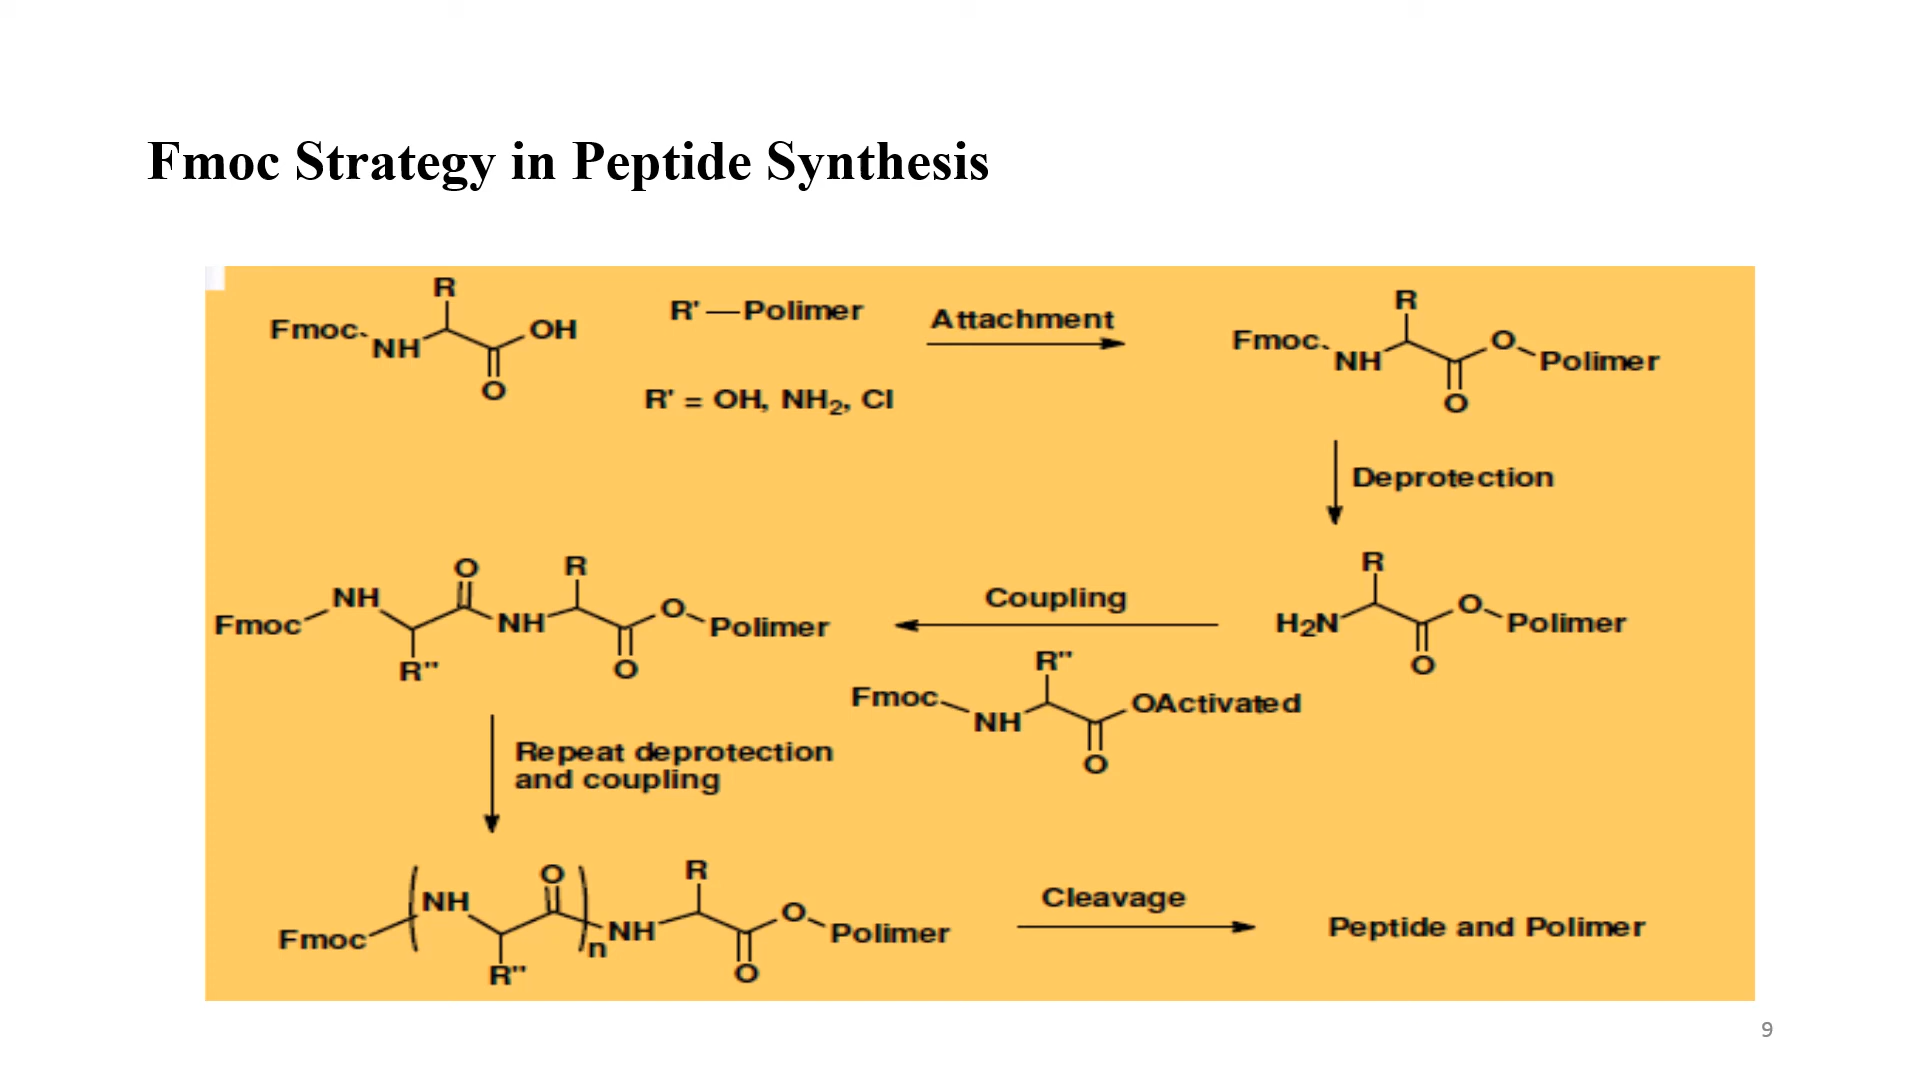 Fmoc Strategy in Peptide Synthesis
R
Fmoc
NH
OH
O
R' — Polimer
R' = OH, NH2, Cl
Attachment
R
Fmoc
NH
O
Polimer
O
Deprotection
R
H2N
O
Polimer
O
Coupling
R"
Fmoc
NH
OActivated
O
O
R
NH
Fmoc
NH
O
Polimer
R"
O
Repeat deprotection
and coupling
O
R
NH
Fmoc
n
NH
O
Polimer
R"
O
Cleavage
Peptide and Polimer
9